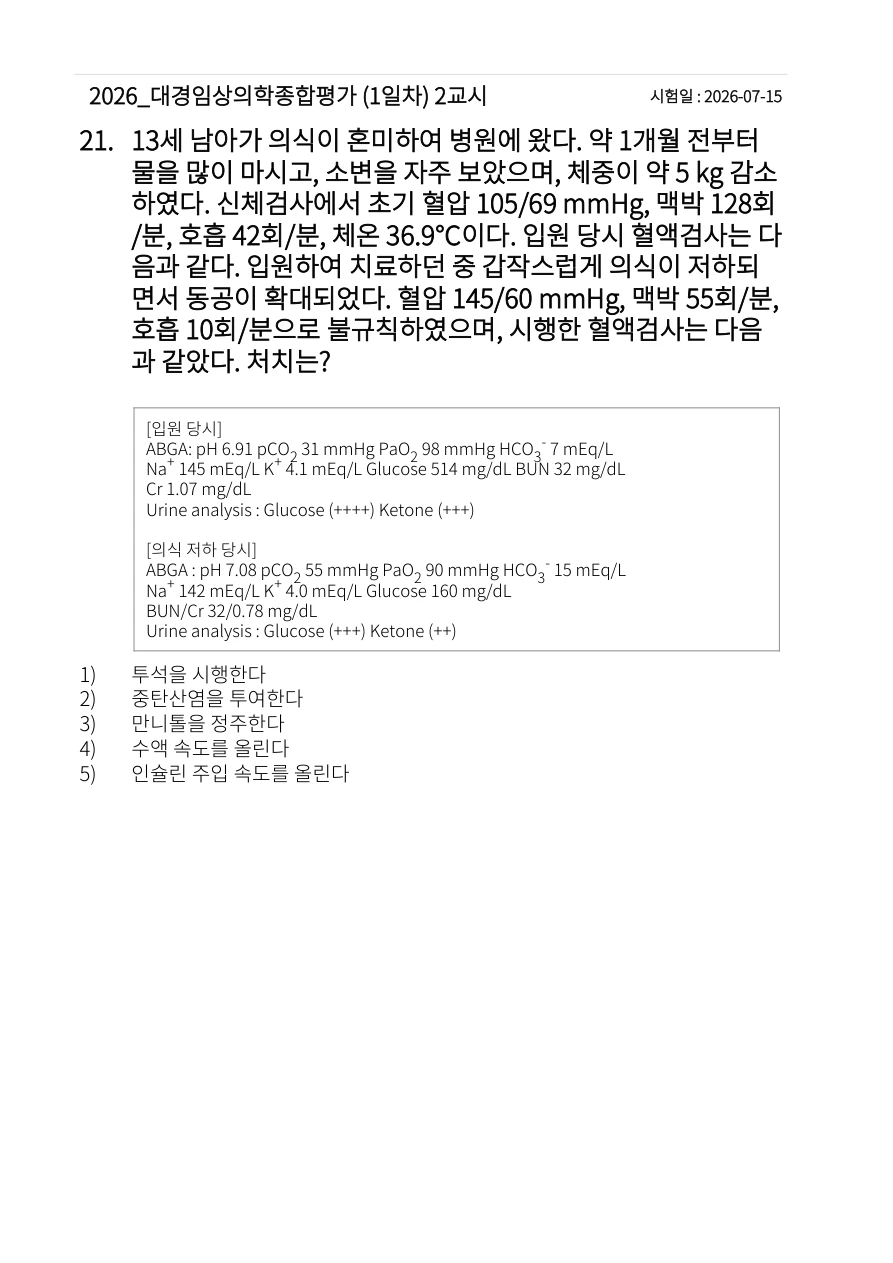 2026_대경임상의학종합평가 (1일차) 2교시
시험일 : 2026-07-15
21. 13세 남아가 의식이 혼미하여 병원에 왔다. 약 1개월 전부터
물을 많이 마시고, 소변을 자주 보았으며, 체중이 약 5 kg 감소
하였다. 신체검사에서 초기 혈압 105/69 mmHg, 맥박 128회
/분, 호흡 42회/분, 체온 36.9℃이다. 입원 당시 혈액검사는 다
음과 같다. 입원하여 치료하던 중 갑작스럽게 의식이 저하되
면서 동공이 확대되었다. 혈압 145/60 mmHg, 맥박 55회/분,
호흡 10회/분으로 불규칙하였으며, 시행한 혈액검사는 다음
과 같았다. 처치는?
[입원 당시]
ABGA: pH 6.91 pCO2 31 mmHg PaO2 98 mmHg HCO3- 7 mEq/L
Na+ 145 mEq/L K+ 4.1 mEq/L Glucose 514 mg/dL BUN 32 mg/dL
Cr 1.07 mg/dL
Urine analysis : Glucose (++++) Ketone (+++)
[의식 저하 당시]
ABGA : pH 7.08 pCO2 55 mmHg PaO2 90 mmHg HCO3- 15 mEq/L
Na+ 142 mEq/L K+ 4.0 mEq/L Glucose 160 mg/dL
BUN/Cr 32/0.78 mg/dL
Urine analysis : Glucose (+++) Ketone (++)
1) 투석을 시행한다
2) 중탄산염을 투여한다
3) 만니톨을 정주한다
4) 수액 속도를 올린다
5) 인슐린 주입 속도를 올린다